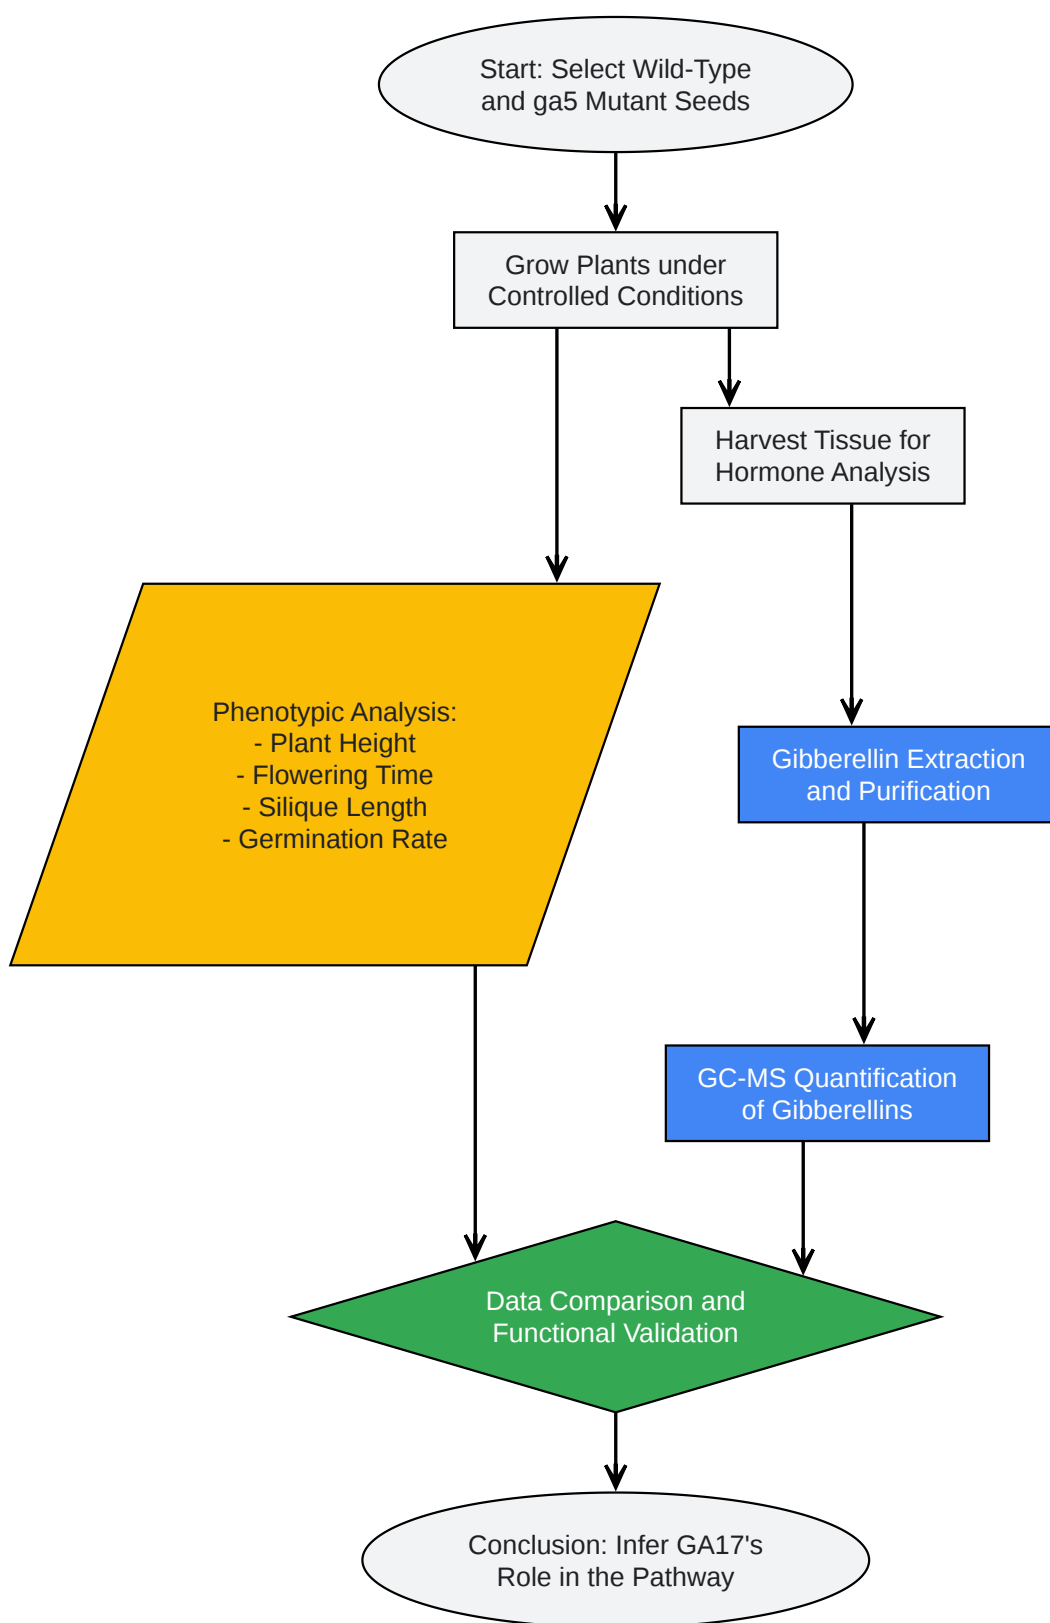 Start: Select Wild-Type
and ga5 Mutant Seeds
Grow Plants under
Controlled Conditions
Harvest Tissue for
Hormone Analysis
Phenotypic Analysis:
- Plant Height
- Flowering Time
- Silique Length
- Germination Rate
Gibberellin Extraction
and Purification
GC-MS Quantification
of Gibberellins
Data Comparison and
Functional Validation
Conclusion: Infer GA17's
Role in the Pathway